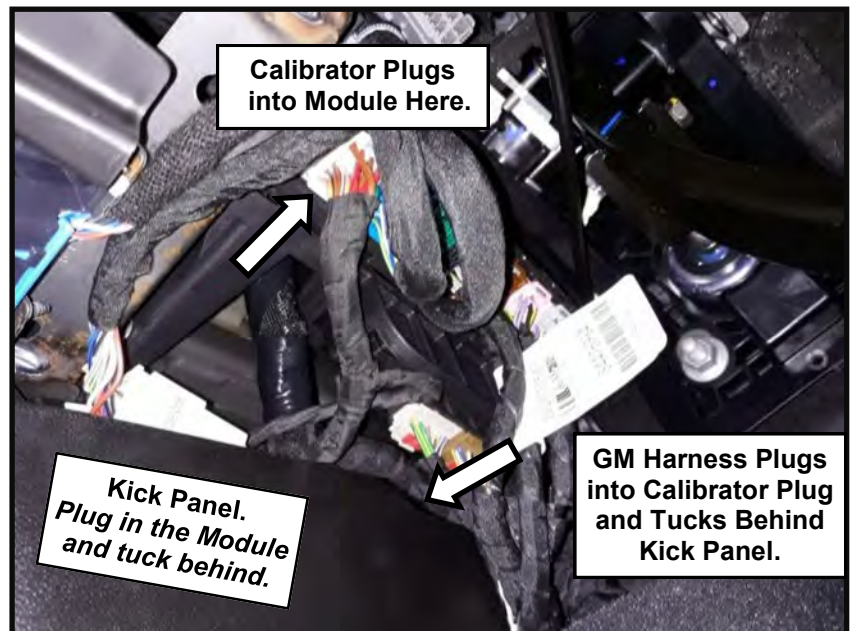 Calibrator Plugs
into Module Here.
Kick Panel.
Plug in the Module
and tuck behind.
GM Harness Plugs
into Calibrator Plug
and Tucks Behind
Kick Panel.